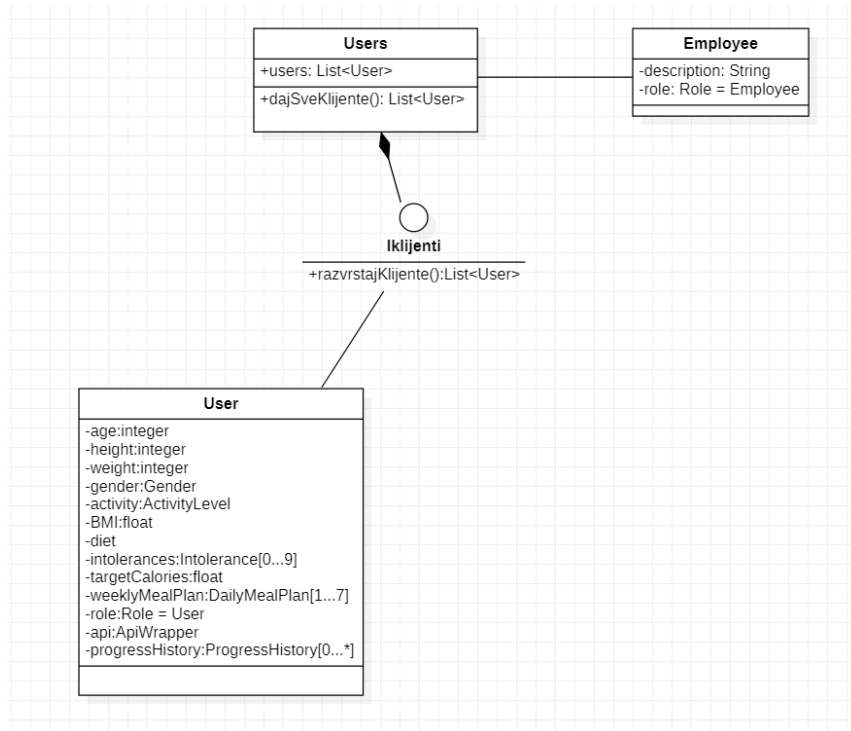 Users
+users: List<User>
+dajSveKlijente(): List<User>
Employee
-description: String
-role: Role = Employee
Iklijenti
+razvrstajKlijente():List<User>
User
-age:integer
-height:integer
-weight:integer
-gender:Gender
-activity:ActivityLevel
-BMI:float
-diet
-intolerances:Intolerance[0...9]
-targetCalories:float
-weeklyMealPlan:DailyMealPlan[1...7]
-role:Role = User
-api:ApiWrapper
-progressHistory:ProgressHistory[0...*]